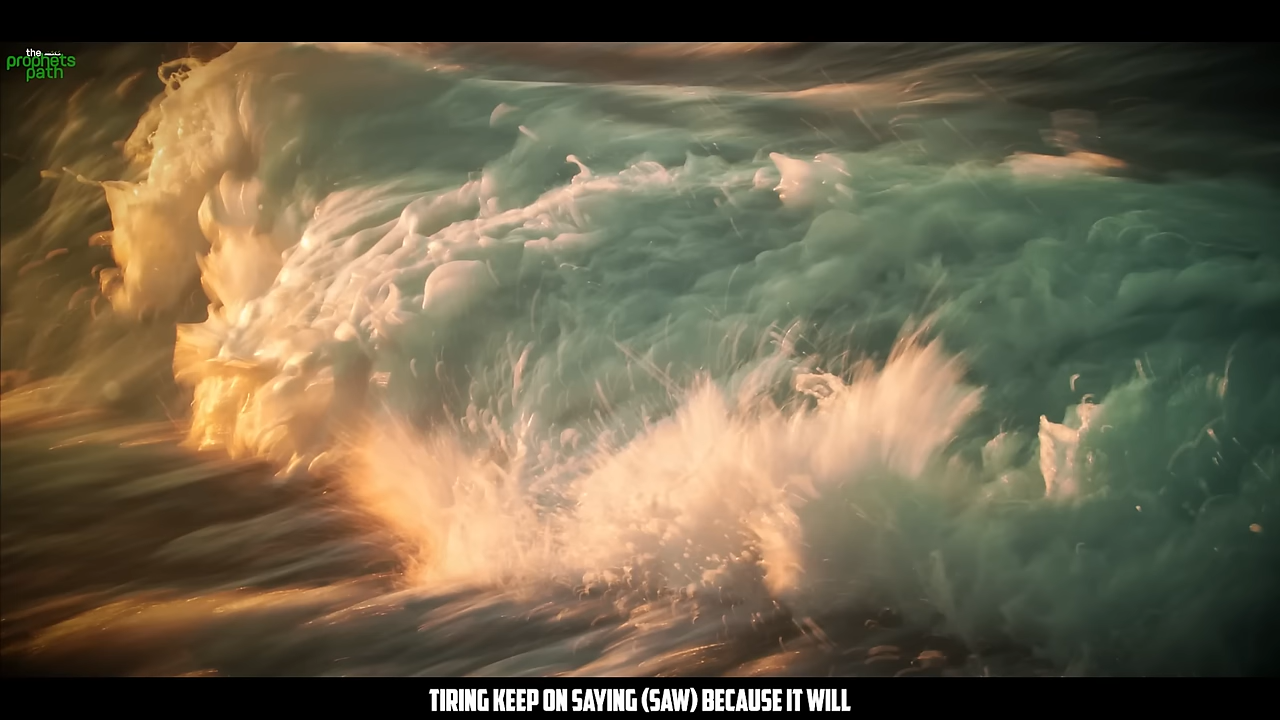 the
prophets
path
TIRING KEEP ON SAYING (SAW) BECAUSE IT WILL